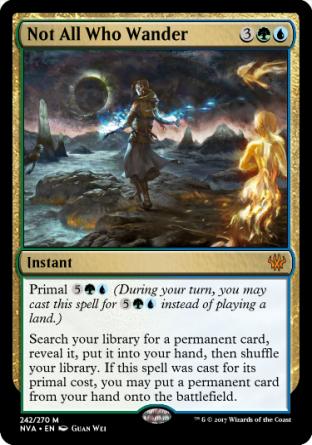 Not All Who Wander 3
Instant
Primal 5 (During your turn, you may
cast this spell for 5 instead of playing a
land.)
Search your library for a permanent card,
reveal it, put it into your hand, then shuffle
your library. If this spell was cast for its
primal cost, you may put a permanent card
from your hand onto the battlefield.
242/270 M
NVA • EN GUAN WEI
™ & © 2017 Wizards of the Coast